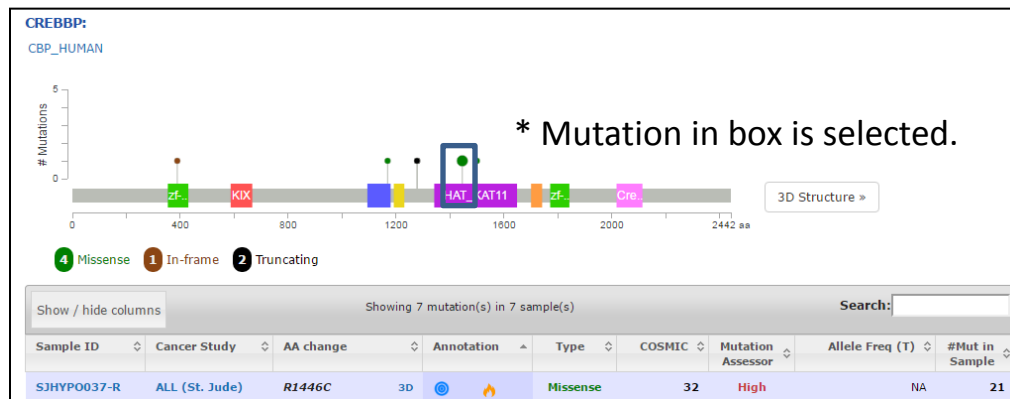 CREBBP:
CBP_HUMAN
# Mutations
5
0
* Mutation in box is selected.
zf-..
KIX
HAT_KAT11
zf-..
Cre..
3D Structure »
0 400 800 1200 1600 2000 2442 aa
4 Missense 1 In-frame 2 Truncating
Show / hide columns Showing 7 mutation(s) in 7 sample(s) Search:
Sample ID Cancer Study AA change Annotation Type COSMIC Mutation Assessor Allele Freq (T) #Mut in Sample
SJHYPO037-R ALL (St. Jude) R1446C 3D Missense 32 High NA 21